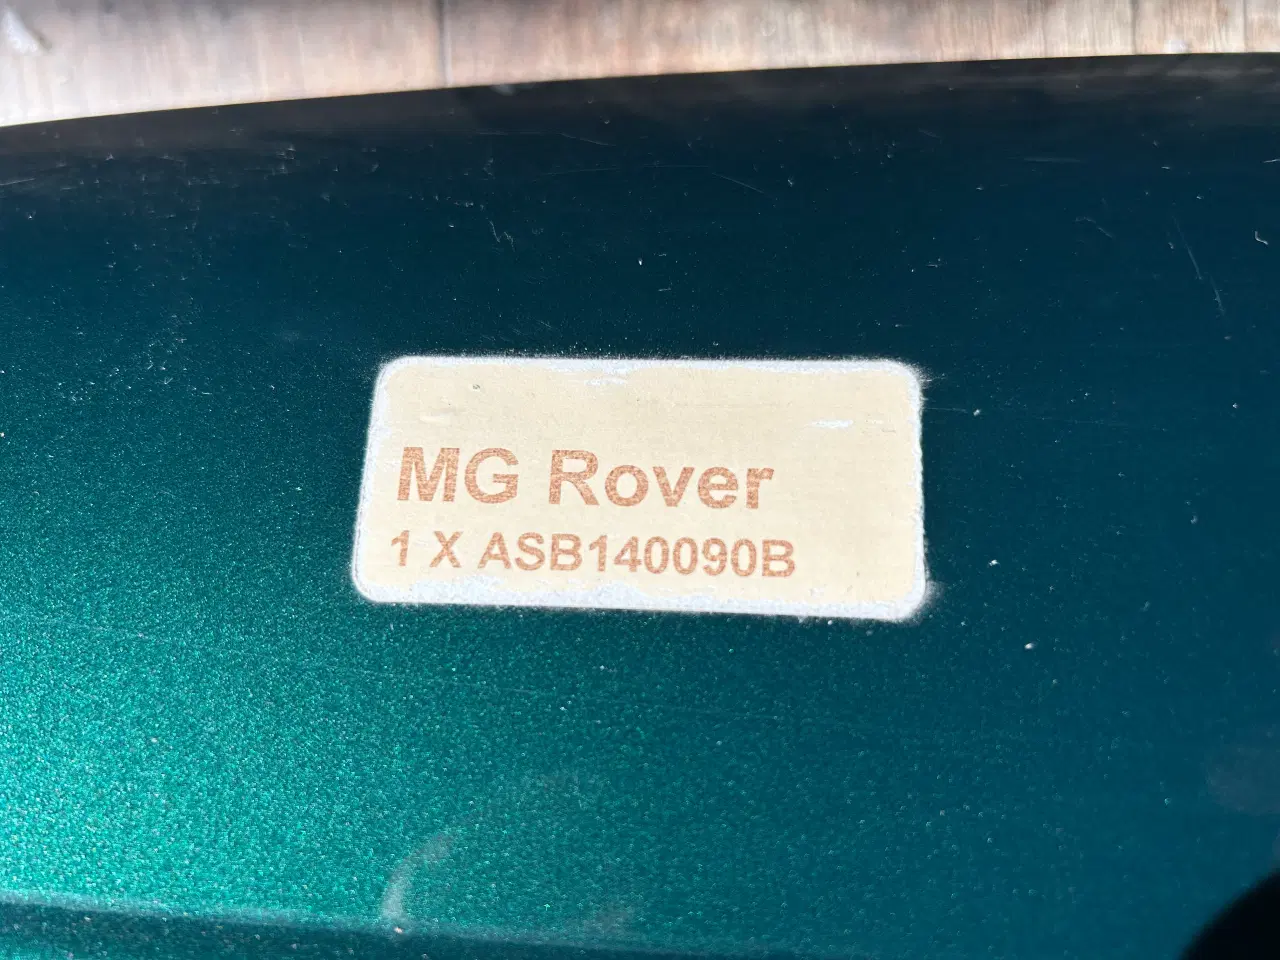 MG Rover
1 X ASB140090B